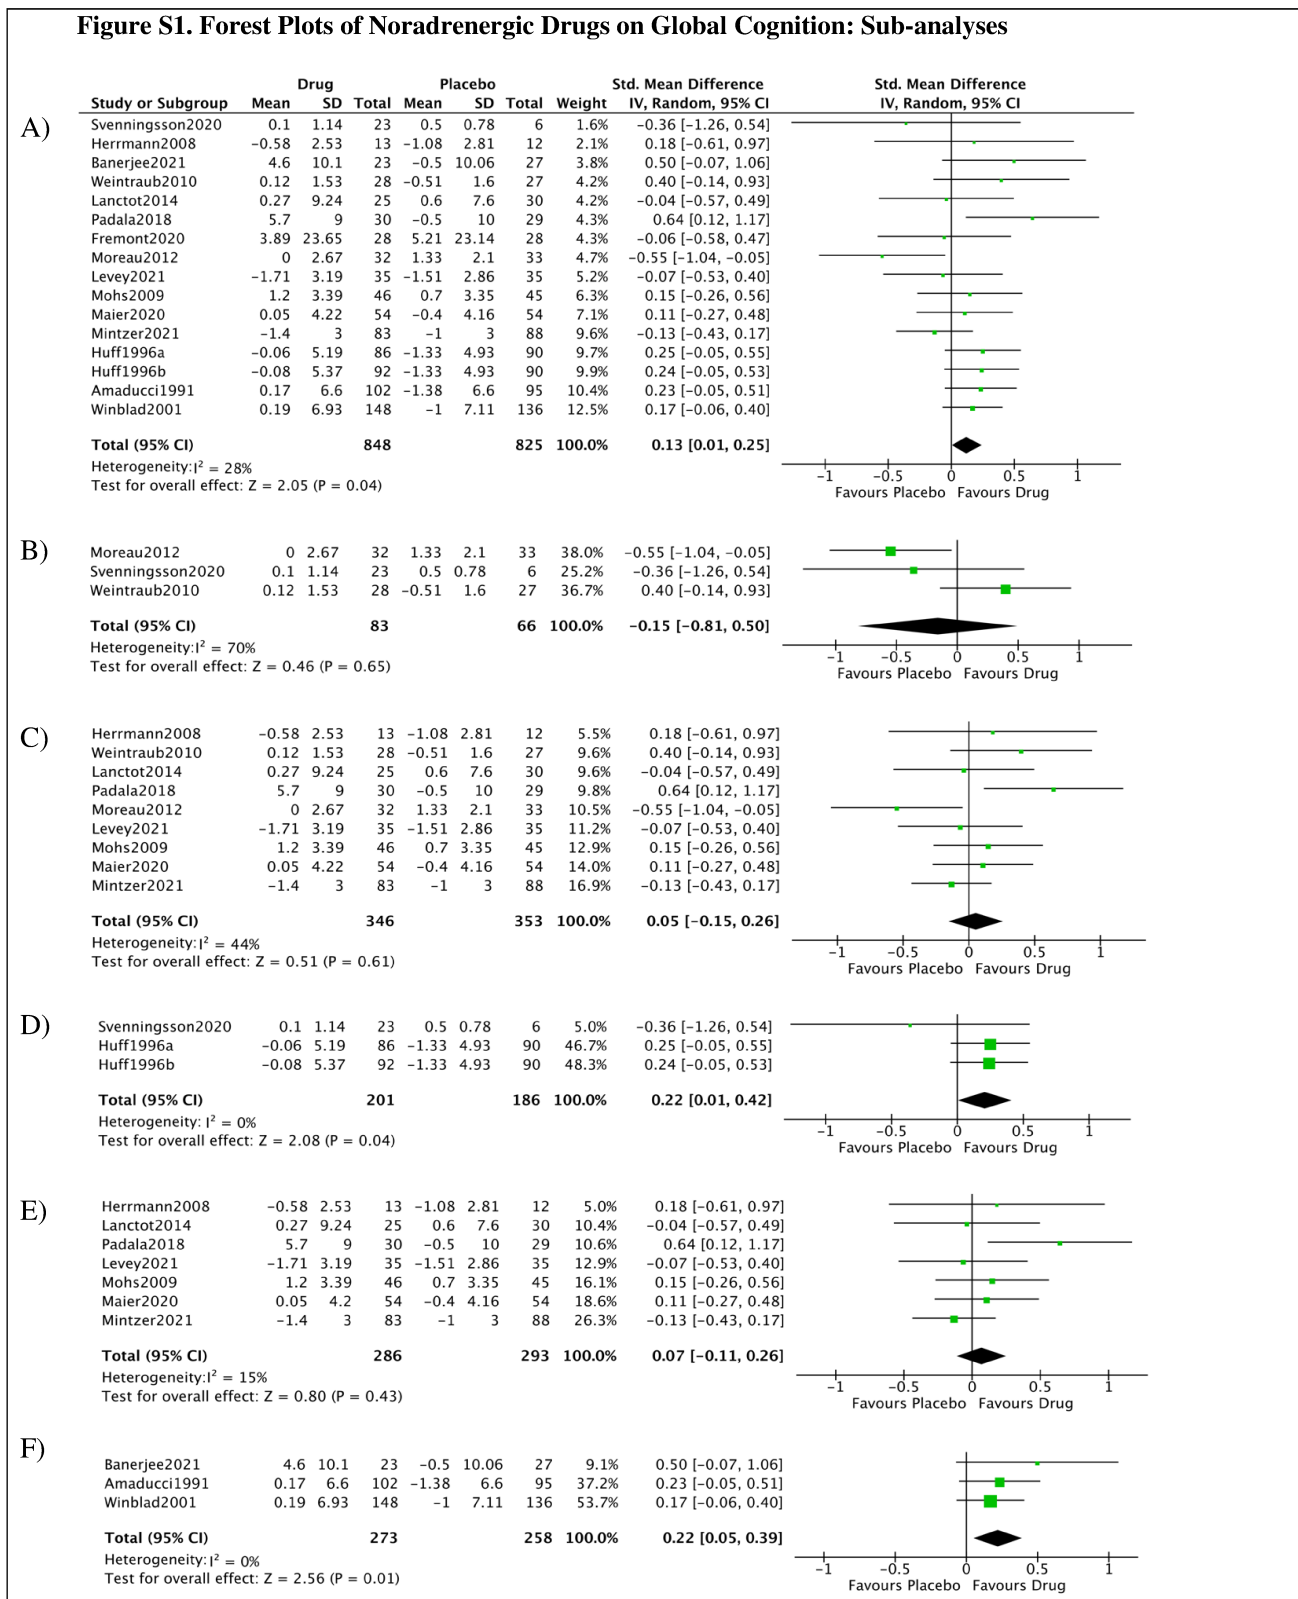 Figure S1. Forest Plots of Noradrenergic Drugs on Global Cognition: Sub-analyses
Drug Placebo Std. Mean Difference Std. Mean Difference
Study or Subgroup Mean SD Total Mean SD Total Weight IV, Random, 95% CI IV, Random, 95% CI
A)
Svenningsson2020 0.1 1.14 23 0.5 0.78 6 1.6% −0.36 [−1.26, 0.54]
Herrmann2008 −0.58 2.53 13 −1.08 2.81 12 2.1% 0.18 [−0.61, 0.97]
Banerjee2021 4.6 10.1 23 −0.5 10.06 27 3.8% 0.50 [−0.07, 1.06]
Weintraub2010 0.12 1.53 28 −0.51 1.6 27 4.2% 0.40 [−0.14, 0.93]
Lanctot2014 0.27 9.24 25 0.6 7.6 30 4.2% −0.04 [−0.57, 0.49]
Padala2018 5.7 9 30 −0.5 10 29 4.3% 0.64 [0.12, 1.17]
Fremont2020 3.89 23.65 28 5.21 23.14 28 4.3% −0.06 [−0.58, 0.47]
Moreau2012 0 2.67 32 1.33 2.1 33 4.7% −0.55 [−1.04, −0.05]
Levey2021 −1.71 3.19 35 −1.51 2.86 35 5.2% −0.07 [−0.53, 0.40]
Mohs2009 1.2 3.39 46 0.7 3.35 45 6.3% 0.15 [−0.26, 0.56]
Maier2020 0.05 4.22 54 −0.4 4.16 54 7.1% 0.11 [−0.27, 0.48]
Mintzer2021 −1.4 3 83 −1 3 88 9.6% −0.13 [−0.43, 0.17]
Huff1996a −0.06 5.19 86 −1.33 4.93 90 9.7% 0.25 [−0.05, 0.55]
Huff1996b −0.08 5.37 92 −1.33 4.93 90 9.9% 0.24 [−0.05, 0.53]
Amaducci1991 0.17 6.6 102 −1.38 6.6 95 10.4% 0.23 [−0.05, 0.51]
Winblad2001 0.19 6.93 148 −1 7.11 136 12.5% 0.17 [−0.06, 0.40]
Total (95% CI) 848 825 100.0% 0.13 [0.01, 0.25]
Heterogeneity: I² = 28%
Test for overall effect: Z = 2.05 (P = 0.04)
−1 −0.5 0 0.5 1
Favours Placebo Favours Drug
B)
Moreau2012 0 2.67 32 1.33 2.1 33 38.0% −0.55 [−1.04, −0.05]
Svenningsson2020 0.1 1.14 23 0.5 0.78 6 25.2% −0.36 [−1.26, 0.54]
Weintraub2010 0.12 1.53 28 −0.51 1.6 27 36.7% 0.40 [−0.14, 0.93]
Total (95% CI) 83 66 100.0% −0.15 [−0.81, 0.50]
Heterogeneity: I² = 70%
Test for overall effect: Z = 0.46 (P = 0.65)
−1 −0.5 0 0.5 1
Favours Placebo Favours Drug
C)
Herrmann2008 −0.58 2.53 13 −1.08 2.81 12 5.5% 0.18 [−0.61, 0.97]
Weintraub2010 0.12 1.53 28 −0.51 1.6 27 9.6% 0.40 [−0.14, 0.93]
Lanctot2014 0.27 9.24 25 0.6 7.6 30 9.6% −0.04 [−0.57, 0.49]
Padala2018 5.7 9 30 −0.5 10 29 9.8% 0.64 [0.12, 1.17]
Moreau2012 0 2.67 32 1.33 2.1 33 10.5% −0.55 [−1.04, −0.05]
Levey2021 −1.71 3.19 35 −1.51 2.86 35 11.2% −0.07 [−0.53, 0.40]
Mohs2009 1.2 3.39 46 0.7 3.35 45 12.9% 0.15 [−0.26, 0.56]
Maier2020 0.05 4.22 54 −0.4 4.16 54 14.0% 0.11 [−0.27, 0.48]
Mintzer2021 −1.4 3 83 −1 3 88 16.9% −0.13 [−0.43, 0.17]
Total (95% CI) 346 353 100.0% 0.05 [−0.15, 0.26]
Heterogeneity: I² = 44%
Test for overall effect: Z = 0.51 (P = 0.61)
−1 −0.5 0 0.5 1
Favours Placebo Favours Drug
D)
Svenningsson2020 0.1 1.14 23 0.5 0.78 6 5.0% −0.36 [−1.26, 0.54]
Huff1996a −0.06 5.19 86 −1.33 4.93 90 46.7% 0.25 [−0.05, 0.55]
Huff1996b −0.08 5.37 92 −1.33 4.93 90 48.3% 0.24 [−0.05, 0.53]
Total (95% CI) 201 186 100.0% 0.22 [0.01, 0.42]
Heterogeneity: I² = 0%
Test for overall effect: Z = 2.08 (P = 0.04)
−1 −0.5 0 0.5 1
Favours Placebo Favours Drug
E)
Herrmann2008 −0.58 2.53 13 −1.08 2.81 12 5.0% 0.18 [−0.61, 0.97]
Lanctot2014 0.27 9.24 25 0.6 7.6 30 10.4% −0.04 [−0.57, 0.49]
Padala2018 5.7 9 30 −0.5 10 29 10.6% 0.64 [0.12, 1.17]
Levey2021 −1.71 3.19 35 −1.51 2.86 35 12.9% −0.07 [−0.53, 0.40]
Mohs2009 1.2 3.39 46 0.7 3.35 45 16.1% 0.15 [−0.26, 0.56]
Maier2020 0.05 4.2 54 −0.4 4.16 54 18.6% 0.11 [−0.27, 0.48]
Mintzer2021 −1.4 3 83 −1 3 88 26.3% −0.13 [−0.43, 0.17]
Total (95% CI) 286 293 100.0% 0.07 [−0.11, 0.26]
Heterogeneity: I² = 15%
Test for overall effect: Z = 0.80 (P = 0.43)
−1 −0.5 0 0.5 1
Favours Placebo Favours Drug
F)
Banerjee2021 4.6 10.1 23 −0.5 10.06 27 9.1% 0.50 [−0.07, 1.06]
Amaducci1991 0.17 6.6 102 −1.38 6.6 95 37.2% 0.23 [−0.05, 0.51]
Winblad2001 0.19 6.93 148 −1 7.11 136 53.7% 0.17 [−0.06, 0.40]
Total (95% CI) 273 258 100.0% 0.22 [0.05, 0.39]
Heterogeneity: I² = 0%
Test for overall effect: Z = 2.56 (P = 0.01)
−1 −0.5 0 0.5 1
Favours Placebo Favours Drug